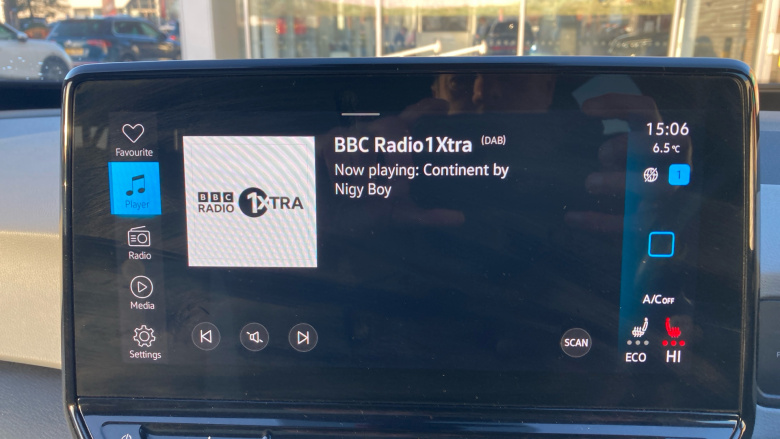 Favourite
Player
Radio
Media
Settings
BBC
RADIO
1XTRA
BBC Radio1Xtra (DAB)
Now playing: Continent by
Nigy Boy
SCAN
15:06
6.5°C
1
A/C OFF
ECO
HI